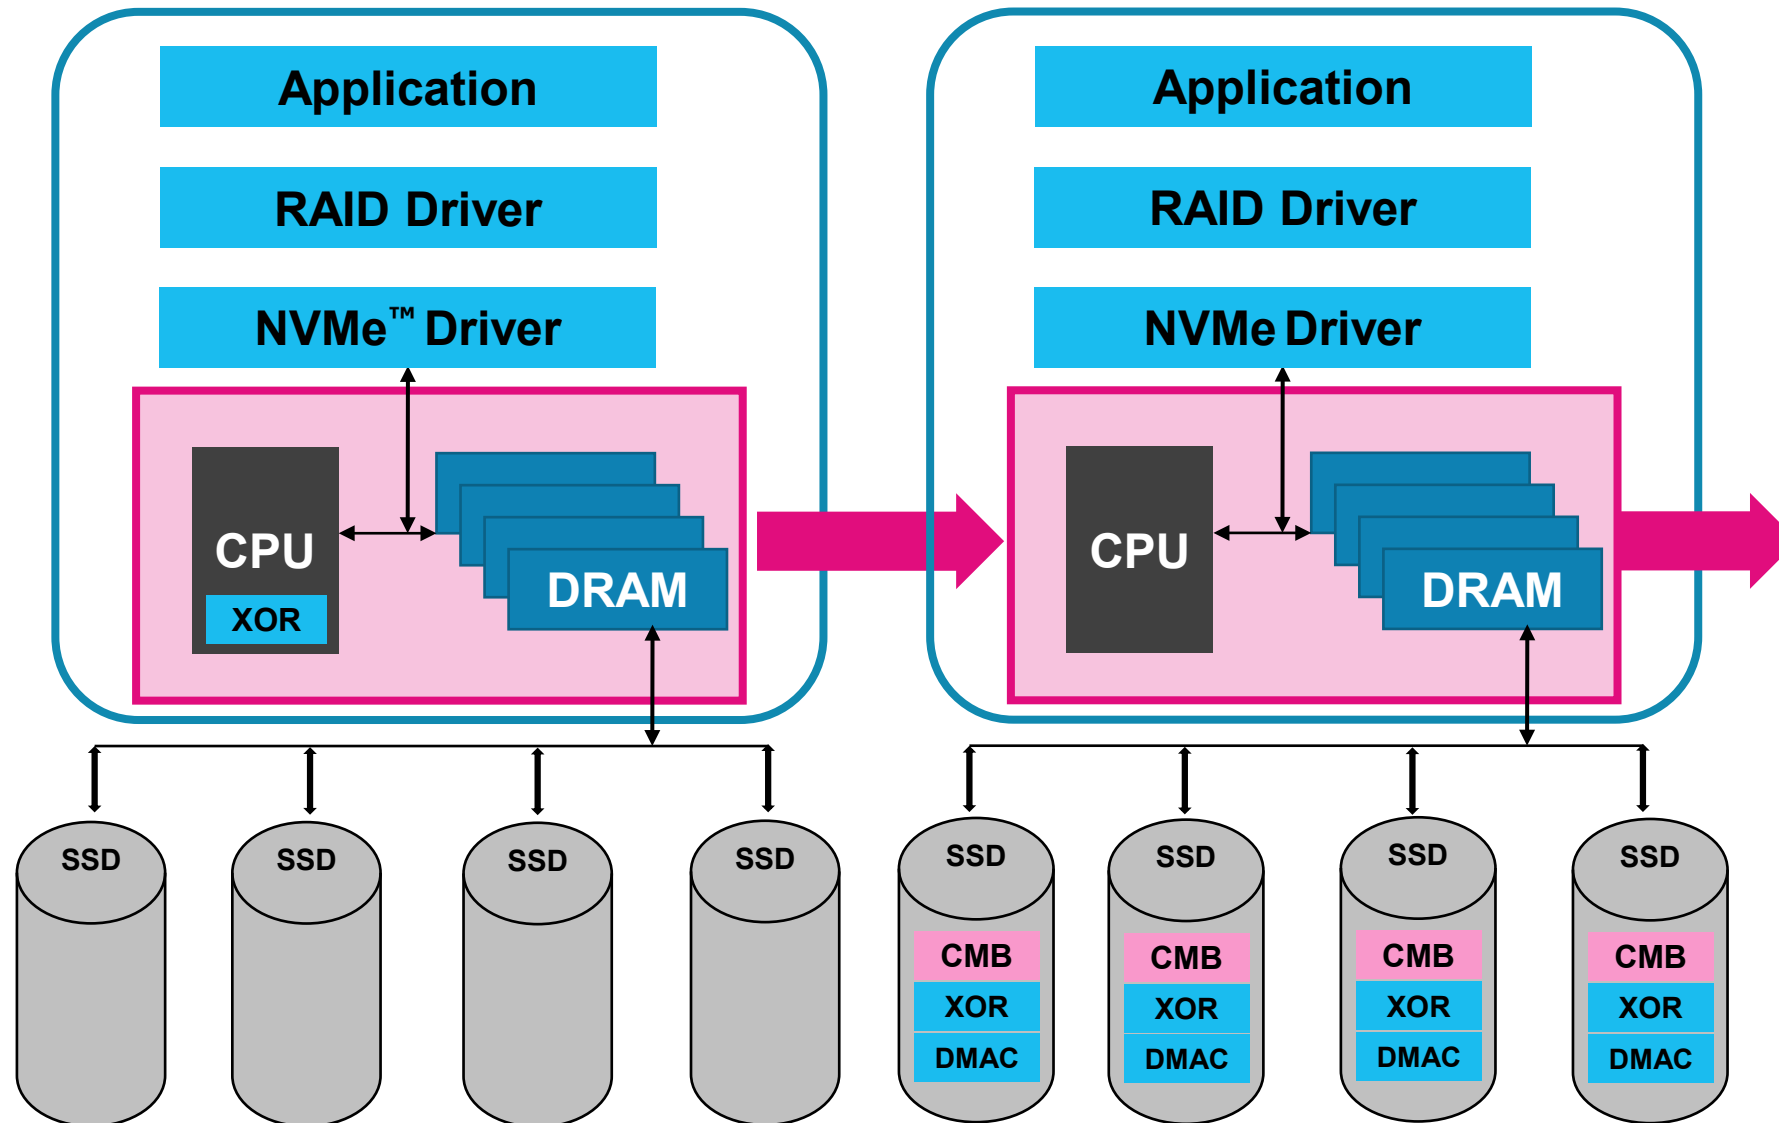 Application
RAID Driver
NVMe™ Driver
CPU
XOR
DRAM
SSD
SSD
SSD
SSD
Application
RAID Driver
NVMe Driver
CPU
DRAM
SSD
CMB
XOR
DMAC
SSD
CMB
XOR
DMAC
SSD
CMB
XOR
DMAC
SSD
CMB
XOR
DMAC